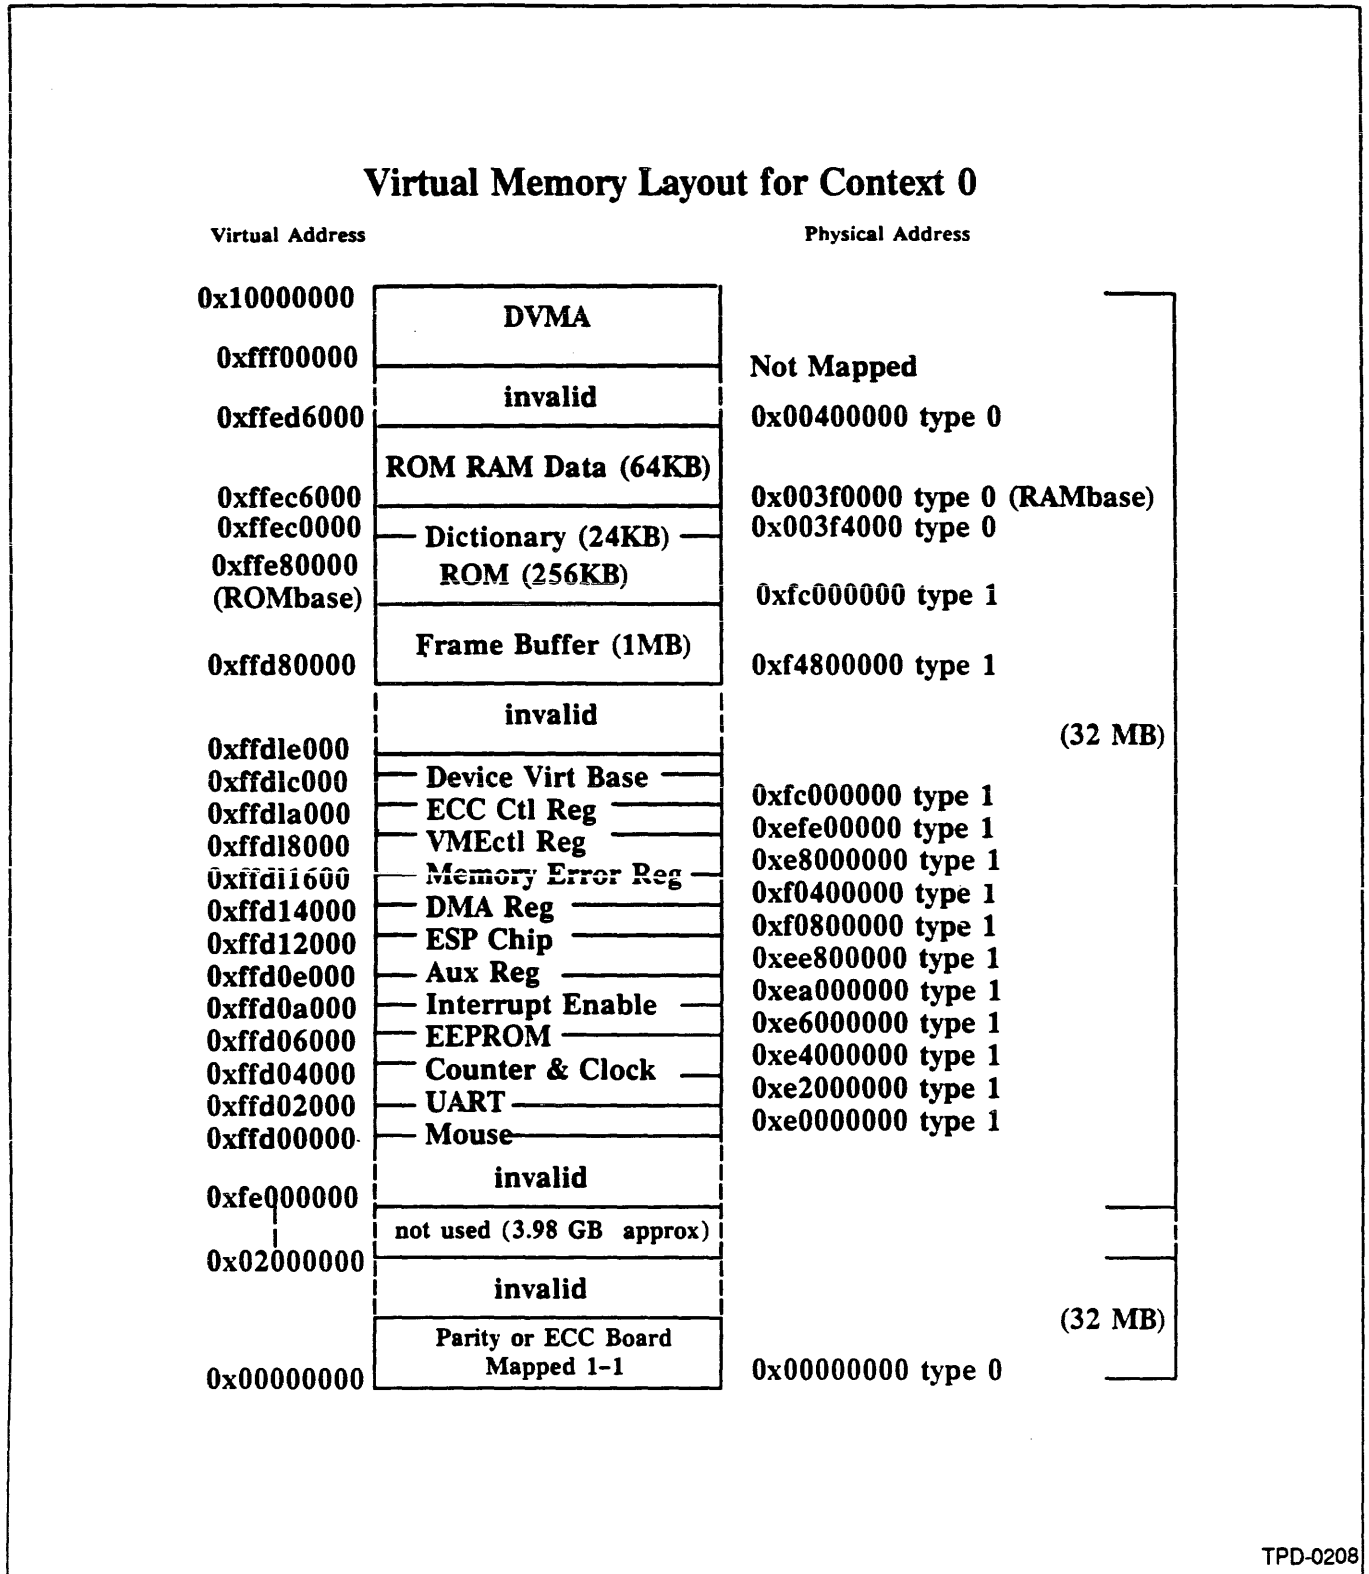 Virtual Memory Layout for Context 0
Virtual Address Physical Address
0x10000000
DVMA
0xfff00000
Not Mapped
invalid
0xffed6000 0x00400000 type 0
ROM RAM Data (64KB)
0xffec6000 0x003f0000 type 0 (RAMbase)
0xffec0000 Dictionary (24KB) 0x003f4000 type 0
0xffe80000 ROM (256KB)
(ROMbase) 0xfc000000 type 1
Frame Buffer (1MB)
0xffd80000 0xf4800000 type 1
invalid
(32 MB)
0xffdle000
0xffdlc000 Device Virt Base
0xfc000000 type 1
0xffdla000 ECC Ctl Reg
0xefe00000 type 1
0xffdl8000 VMEctl Reg
0xe8000000 type 1
0xffdi1600 Memory Error Reg
0xf0400000 type 1
0xffd14000 DMA Reg
0xf0800000 type 1
0xffd12000 ESP Chip
0xee800000 type 1
0xffd0e000 Aux Reg
0xea000000 type 1
0xffd0a000 Interrupt Enable
0xe6000000 type 1
0xffd06000 EEPROM
0xe4000000 type 1
0xffd04000 Counter & Clock
0xe2000000 type 1
0xffd02000 UART
0xe0000000 type 1
0xffd00000 Mouse
invalid
0xfe000000
not used (3.98 GB approx)
0x02000000
invalid
(32 MB)
Parity or ECC Board
Mapped 1-1
0x00000000 0x00000000 type 0
TPD-0208